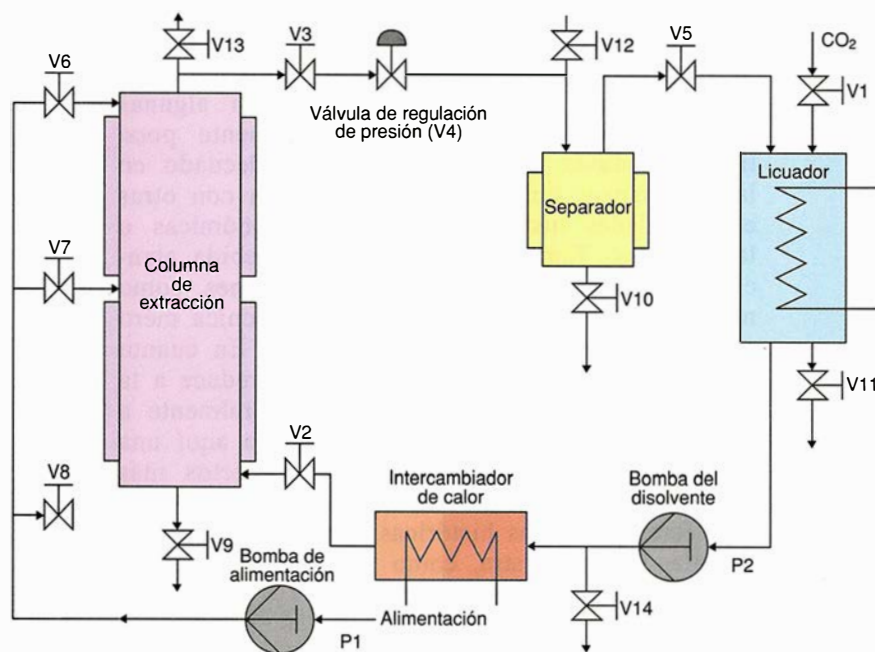 V13
V3
V12
V5
CO₂
V6
V1
Válvula de regulación
de presión (V4)
Licuador
Separador
V7
Columna
de
extracción
V10
V11
V2
V8
Intercambiador
de calor
Bomba del
disolvente
V9
Bomba de
alimentación
P2
Alimentación
V14
P1